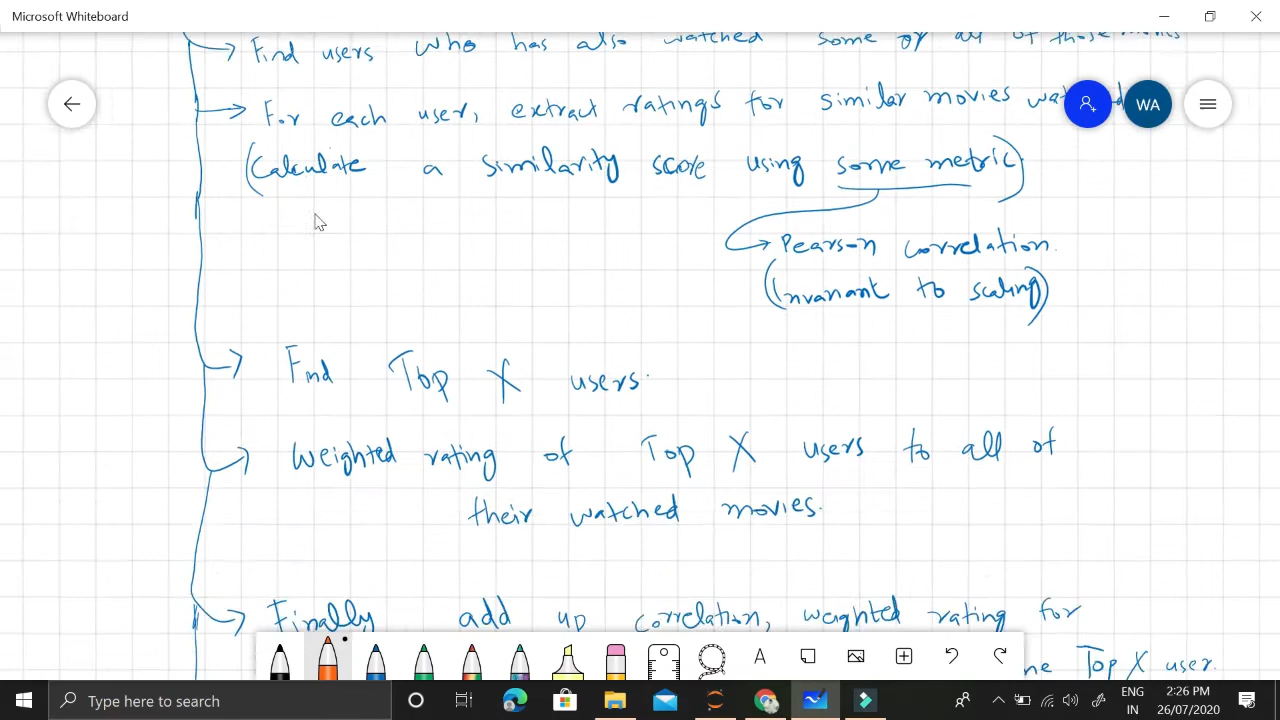 Microsoft Whiteboard
Find users who has also watched some or all of those movies
For each user, extract ratings for similar movies
WA
(Calculate a similarity score using some metric)
Pearson correlation.
(Invariant to scaling)
Find Top X users.
Weighted rating of Top X users to all of
their watched movies.
Finally add up correlation, weighted rating for
Top X user.
A
Type here to search
ENG
IN
2:26 PM
26/07/2020